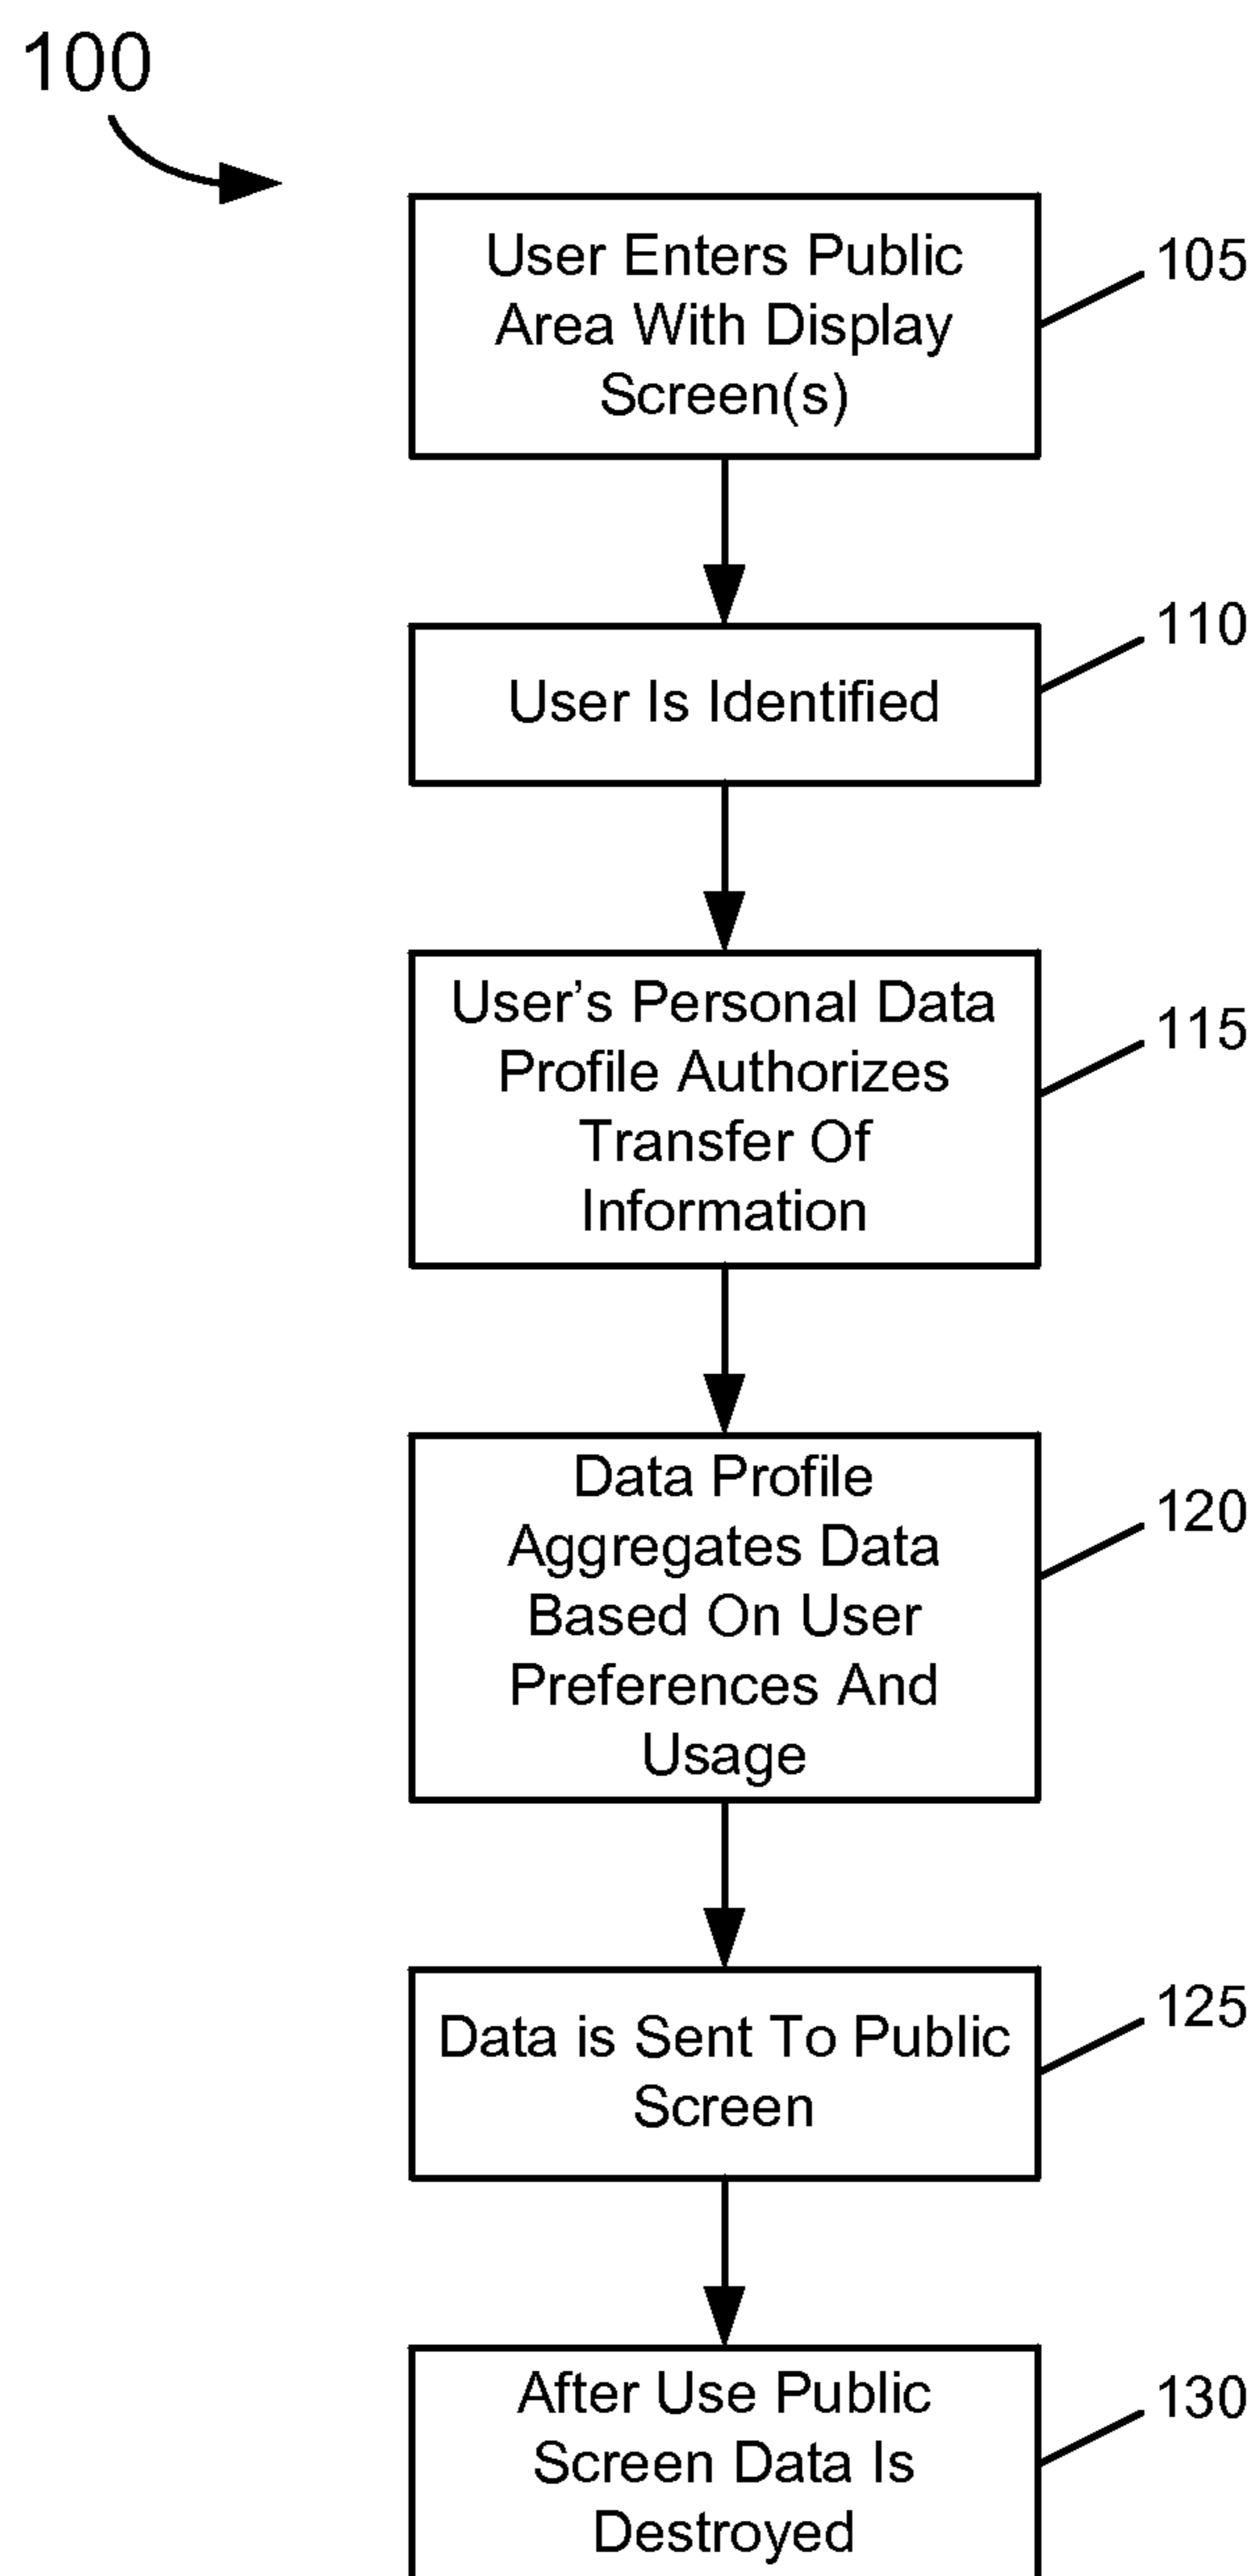 100
User Enters Public
Area With Display
Screen(s)
105
User Is Identified
110
User’s Personal Data
Profile Authorizes
Transfer Of
Information
115
Data Profile
Aggregates Data
Based On User
Preferences And
Usage
120
Data is Sent To Public
Screen
125
After Use Public
Screen Data Is
Destroyed
130